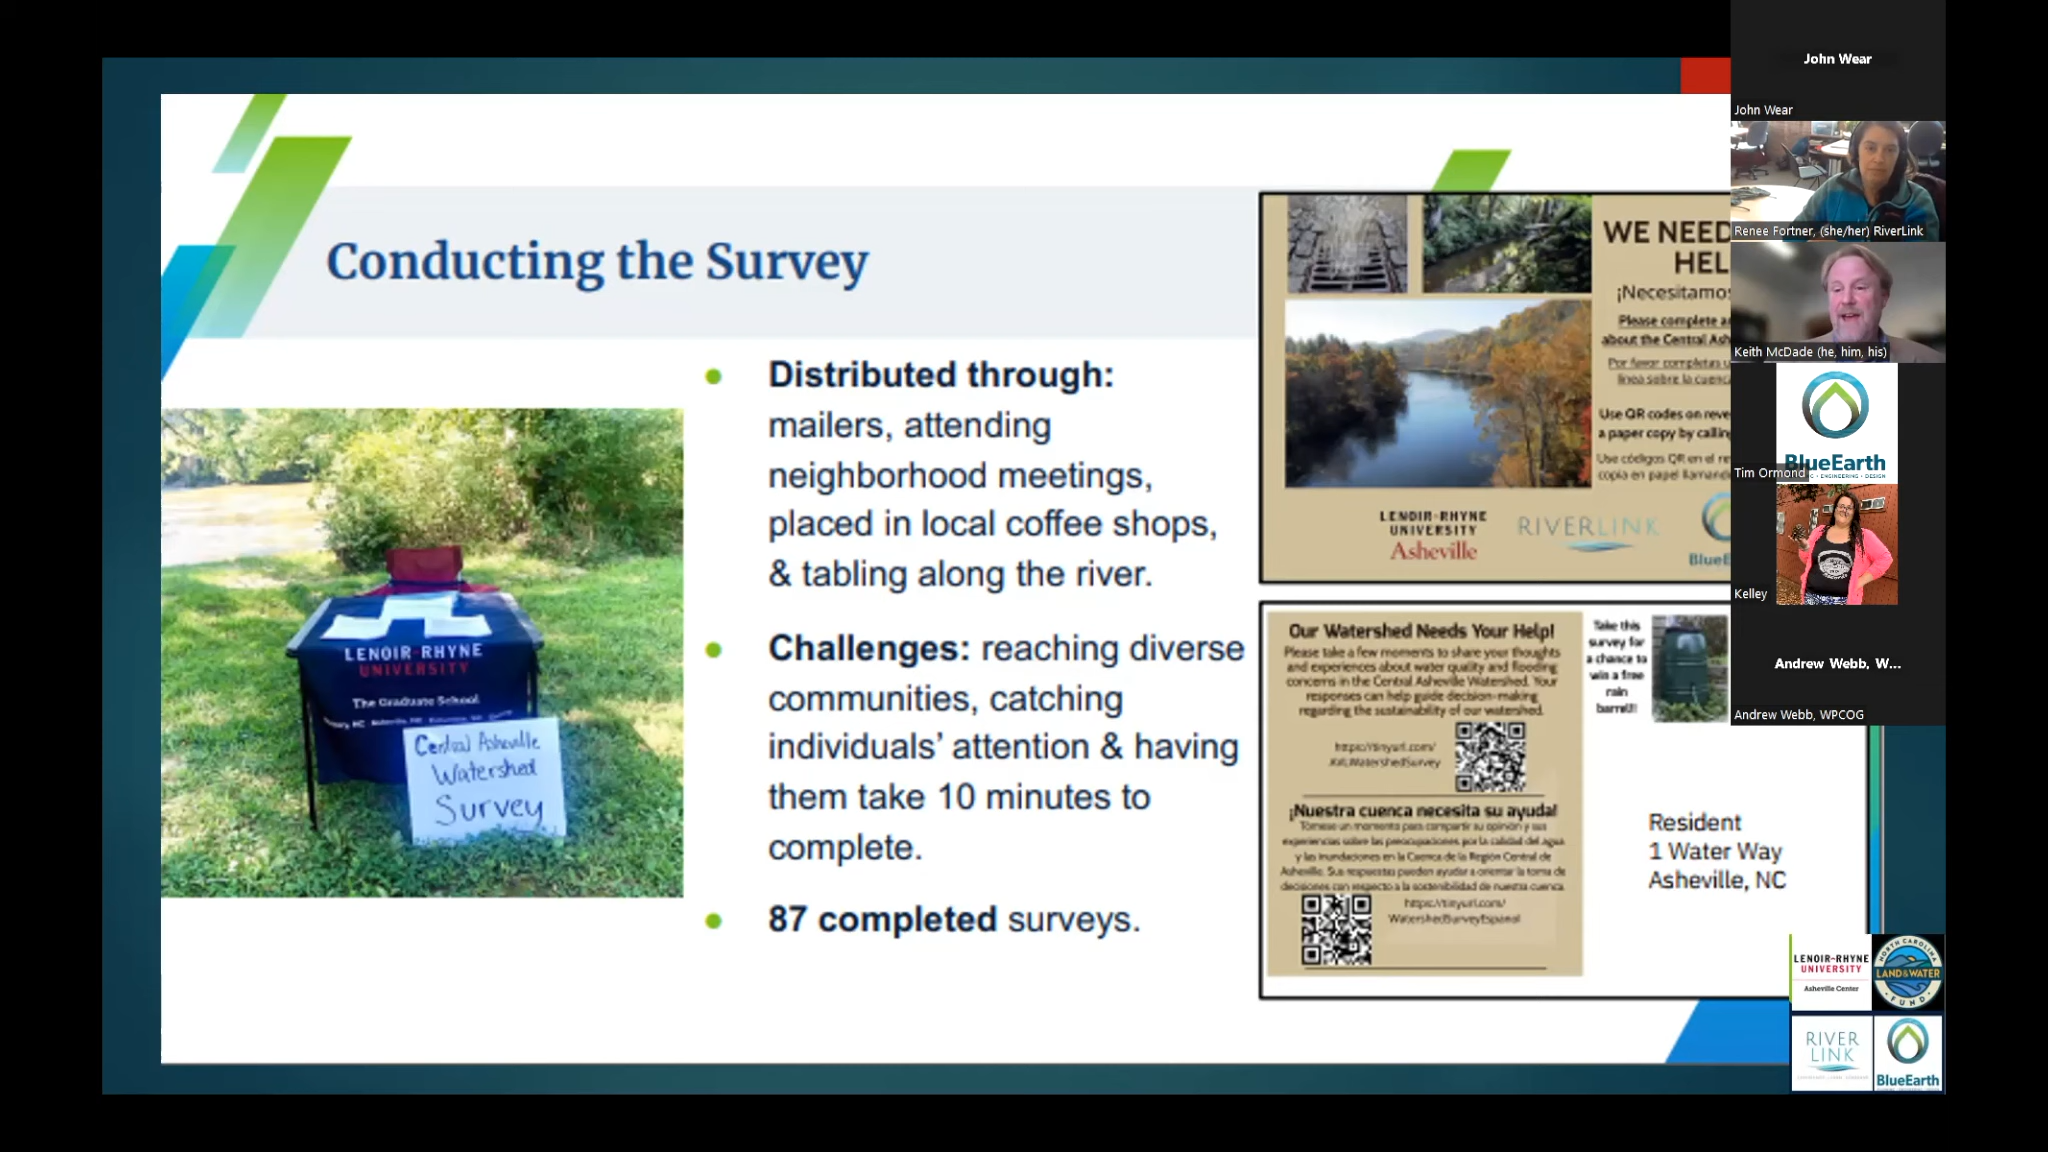 Conducting the Survey
Distributed through:
mailers, attending
neighborhood meetings,
placed in local coffee shops,
& tabling along the river.
Challenges: reaching diverse
communities, catching
individuals’ attention & having
them take 10 minutes to
complete.
87 completed surveys.
LENOIR-RHYNE
UNIVERSITY
The Graduate School
Central Asheville
Watershed
Survey
WE NEED
HEL
¡Necesitamos
Please complete a
about the Central Ash
Por favor completas u
línea sobre la cuenca
Use QR codes on reve
a paper copy by calling
Use códigos QR en el re
copia en papel llamand
LENOIR-RHYNE
UNIVERSITY
Asheville
RIVERLINK
BlueE
Our Watershed Needs Your Help!
Please take a few moments to share your thoughts
and experiences about water quality and flooding
concerns in the Central Asheville Watershed. Your
responses can help guide decision-making
regarding the sustainability of our watershed.
https://tinyurl.com/
AVLWatershedSurvey
¡Nuestra cuenca necesita su ayuda!
Tómese un momento para compartir su opinión y sus
experiencias sobre las preocupaciones por la calidad del agua
y las inundaciones en la Cuenca de la Región Central de
Asheville. Sus respuestas pueden ayudar a orientar la toma de
decisiones con respecto a la sostenibilidad de nuestra cuenca.
https://tinyurl.com/
WatershedSurveyEspanol
Take this
survey for
a chance to
win a free
rain
barrel!
Resident
1 Water Way
Asheville, NC
John Wear
John Wear
Renee Fortner, (she/her) RiverLink
Keith McDade (he, him, his)
BlueEarth
Tim Ormond
Kelley
Andrew Webb, W...
Andrew Webb, WPCOG
LENOIR-RHYNE
UNIVERSITY
Asheville Center
NORTH CAROLINA
LAND & WATER
FUND
RIVER
LINK
BlueEarth